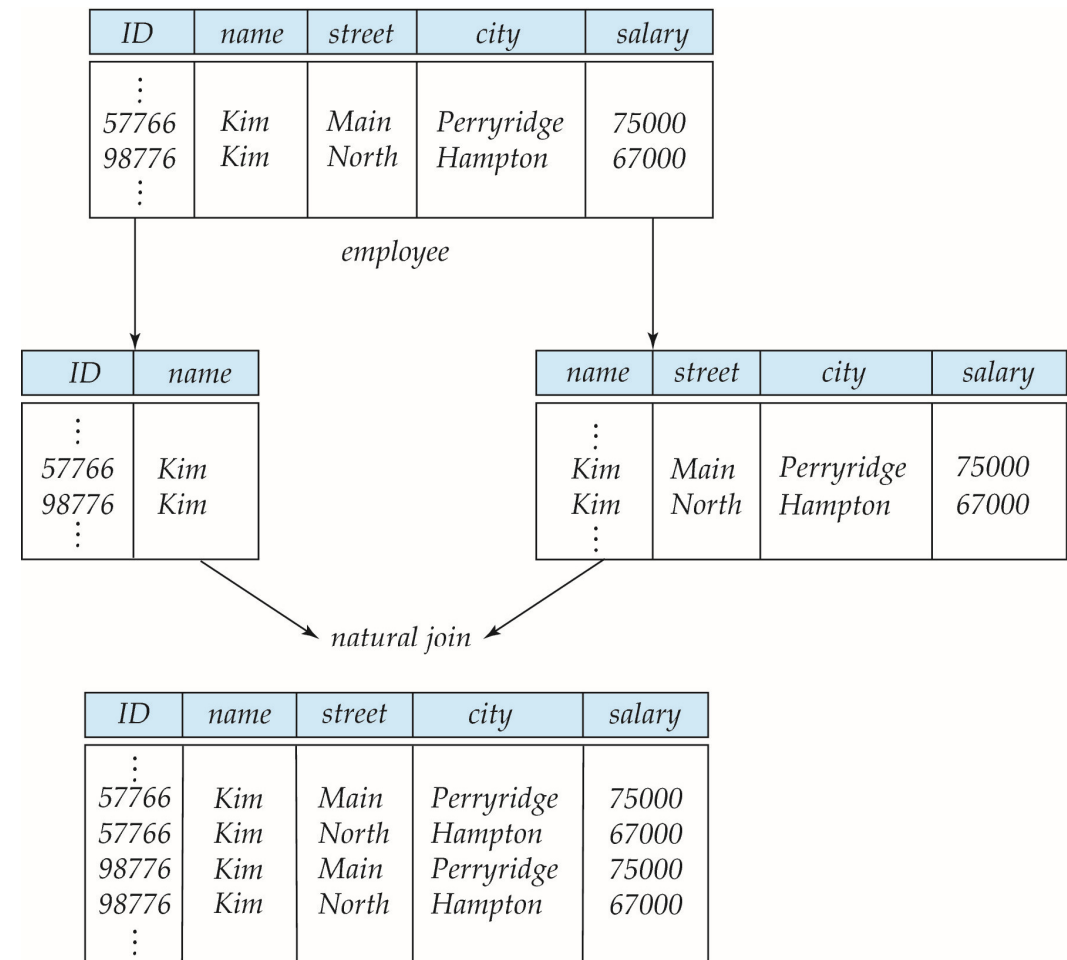 ID name street city salary
⋮
57766 Kim Main Perryridge 75000
98776 Kim North Hampton 67000
⋮
employee
ID name
⋮
57766 Kim
98776 Kim
⋮
name street city salary
⋮
Kim Main Perryridge 75000
Kim North Hampton 67000
⋮
natural join
ID name street city salary
⋮
57766 Kim Main Perryridge 75000
57766 Kim North Hampton 67000
98776 Kim Main Perryridge 75000
98776 Kim North Hampton 67000
⋮